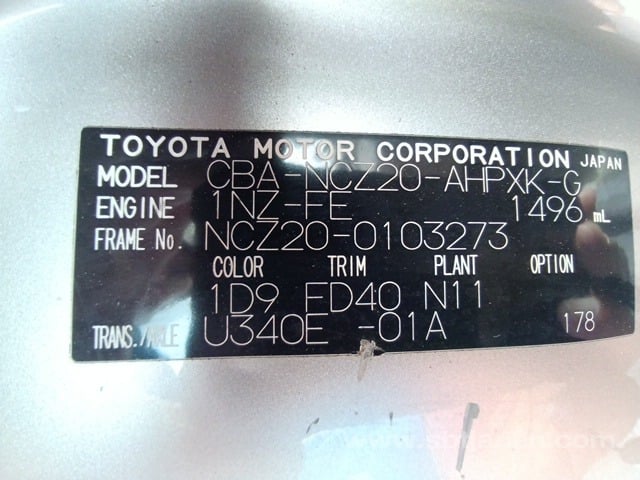 TOYOTA MOTOR CORPORATION JAPAN
MODEL CBA-NCZ20-AHPXK-G
ENGINE 1NZ-FE 1496 mL
FRAME No. NCZ20-0103273
COLOR TRIM PLANT OPTION
1D9 FD40 N11
TRANS./AXLE U340E -01A 178